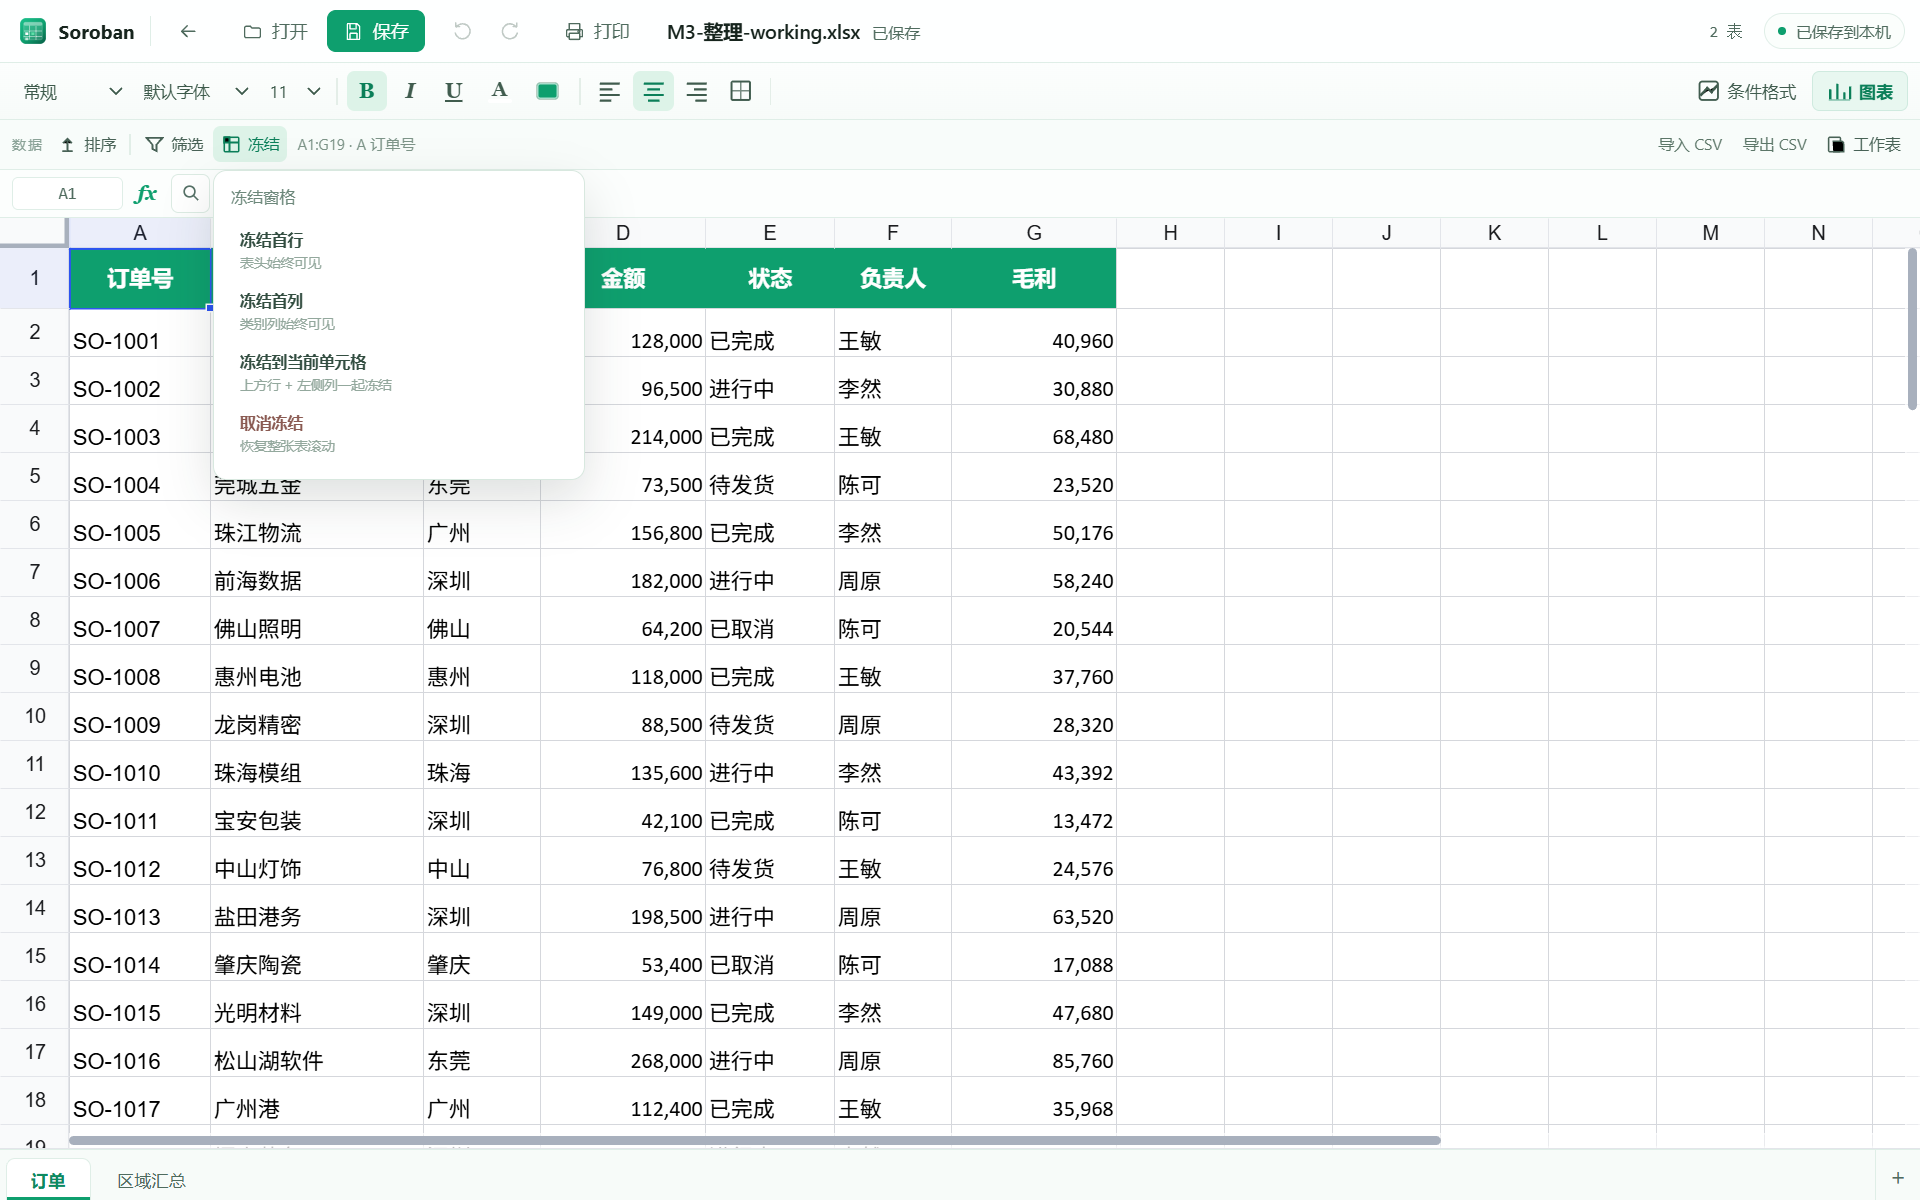 Soroban
打开
保存
打印
M3-整理-working.xlsx 已保存
2 表
已保存到本机
常规
默认字体
11
B I U A
条件格式
图表
数据
排序
筛选
冻结
A1:G19 · A 订单号
导入 CSV
导出 CSV
工作表
A1
fx
冻结窗格
冻结首行
表头始终可见
冻结首列
类别列始终可见
冻结到当前单元格
上方行 + 左侧列一起冻结
取消冻结
恢复整张表滚动
A D E F G H I J K L M N
1 订单号 金额 状态 负责人 毛利
2 SO-1001 128,000 已完成 王敏 40,960
3 SO-1002 96,500 进行中 李然 30,880
4 SO-1003 214,000 已完成 王敏 68,480
5 SO-1004 莞城五金 东莞 73,500 待发货 陈可 23,520
6 SO-1005 珠江物流 广州 156,800 已完成 李然 50,176
7 SO-1006 前海数据 深圳 182,000 进行中 周原 58,240
8 SO-1007 佛山照明 佛山 64,200 已取消 陈可 20,544
9 SO-1008 惠州电池 惠州 118,000 已完成 王敏 37,760
10 SO-1009 龙岗精密 深圳 88,500 待发货 周原 28,320
11 SO-1010 珠海模组 珠海 135,600 进行中 李然 43,392
12 SO-1011 宝安包装 深圳 42,100 已完成 陈可 13,472
13 SO-1012 中山灯饰 中山 76,800 待发货 王敏 24,576
14 SO-1013 盐田港务 深圳 198,500 进行中 周原 63,520
15 SO-1014 肇庆陶瓷 肇庆 53,400 已取消 陈可 17,088
16 SO-1015 光明材料 深圳 149,000 已完成 李然 47,680
17 SO-1016 松山湖软件 东莞 268,000 进行中 周原 85,760
18 SO-1017 广州港 广州 112,400 已完成 王敏 35,968
19
订单
区域汇总